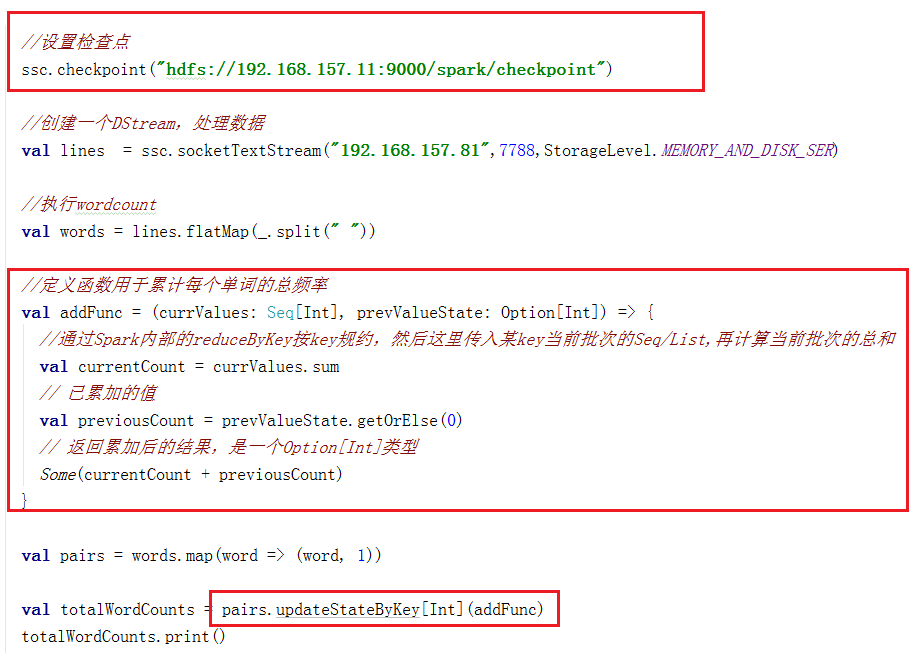 //设置检查点
ssc.checkpoint("hdfs://192.168.157.11:9000/spark/checkpoint")
//创建一个DStream，处理数据
val lines  = ssc.socketTextStream("192.168.157.81",7788,StorageLevel.MEMORY_AND_DISK_SER)
//执行wordcount
val words = lines.flatMap(_.split(" "))
//定义函数用于累计每个单词的总频率
val addFunc = (currValues: Seq[Int], prevValueState: Option[Int]) => {
//通过Spark内部的reduceByKey按key规约，然后这里传入某key当前批次的Seq/List,再计算当前批次的总和
val currentCount = currValues.sum
// 已累加的值
val previousCount = prevValueState.getOrElse(0)
// 返回累加后的结果，是一个Option[Int]类型
Some(currentCount + previousCount)
}
val pairs = words.map(word => (word, 1))
val totalWordCounts = pairs.updateStateByKey[Int](addFunc)
totalWordCounts.print()